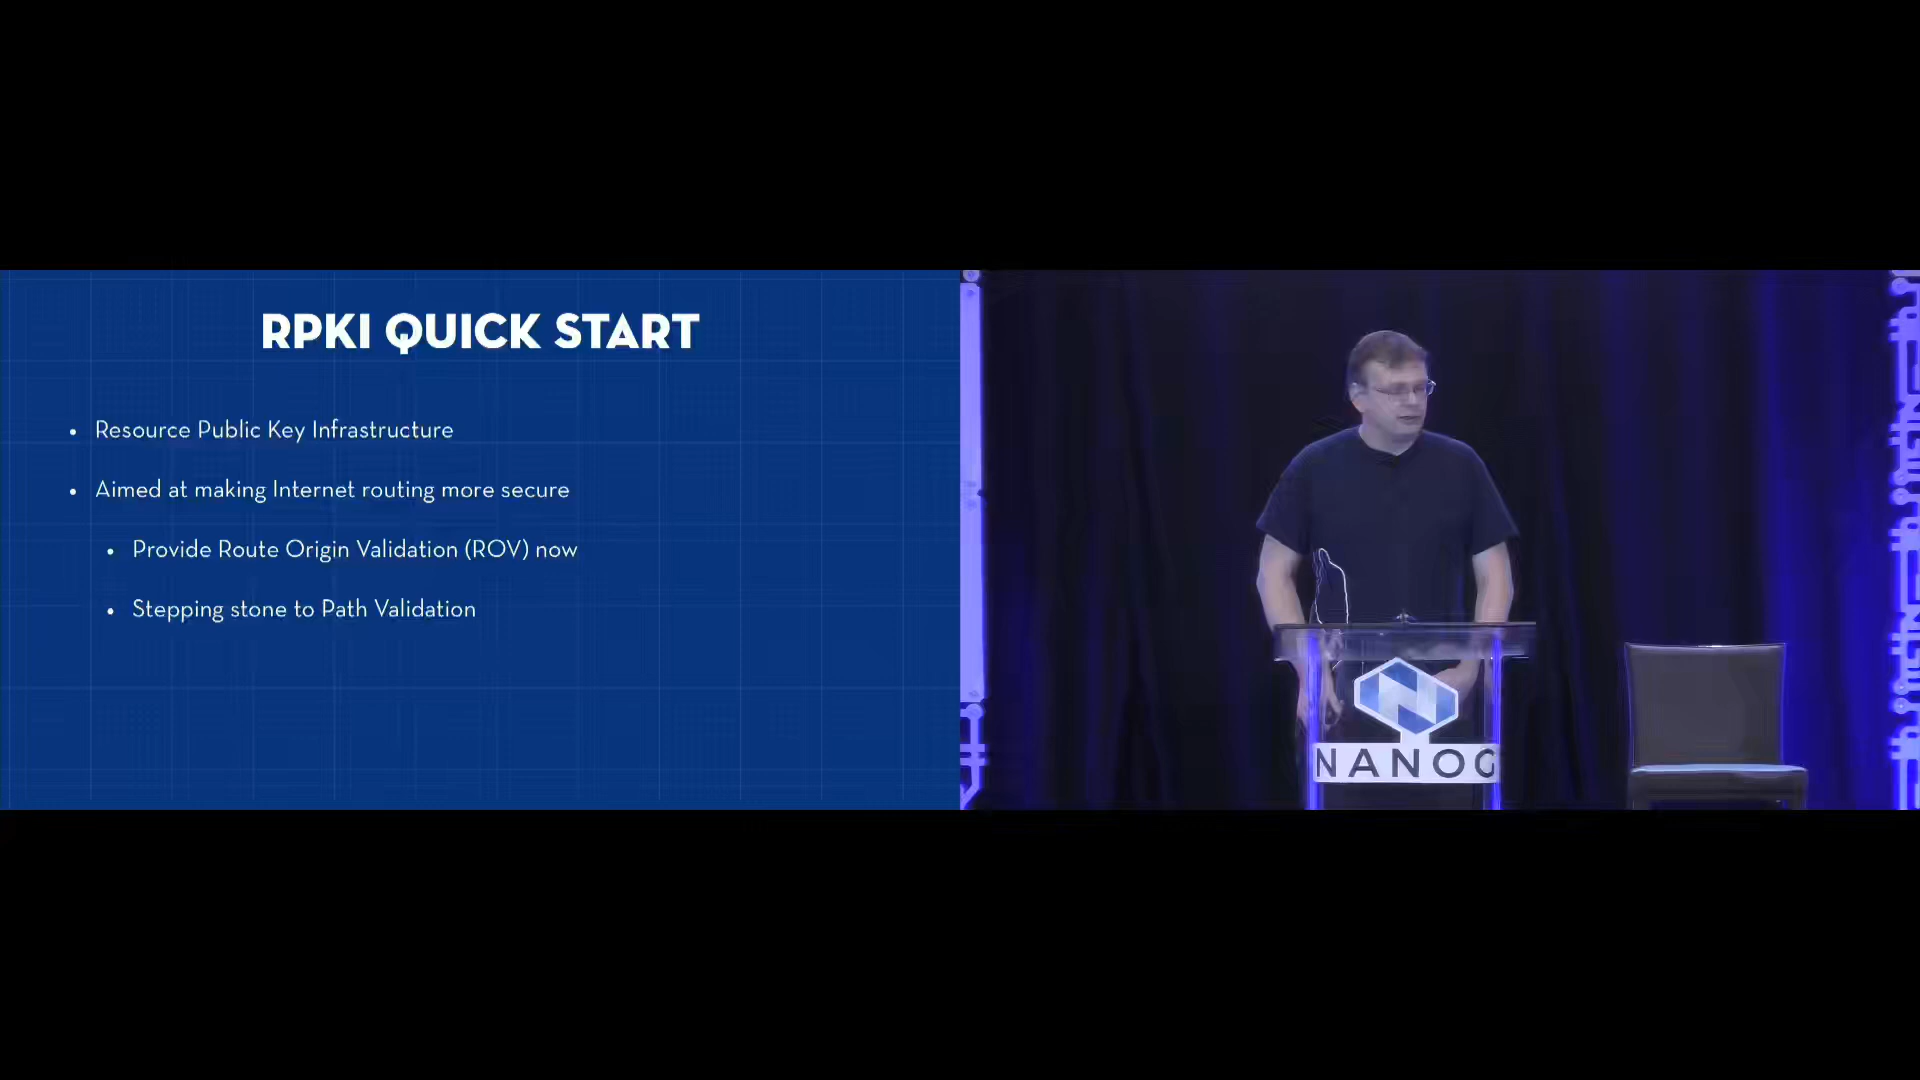 RPKI QUICK START
• Resource Public Key Infrastructure
• Aimed at making Internet routing more secure
• Provide Route Origin Validation (ROV) now
• Stepping stone to Path Validation
NANOG